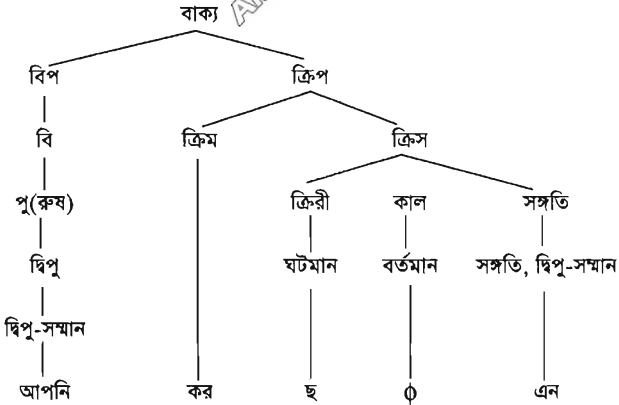 বাক্য
বিপ ক্রিপ
বি ক্রিম ক্রিস
পু(রুষ) ক্রিরী কাল সঙ্গতি
দ্বিপু ঘটমান বর্তমান সঙ্গতি, দ্বিপু-সম্মান
দ্বিপু-সম্মান
আপনি কর ছ ϕ এন